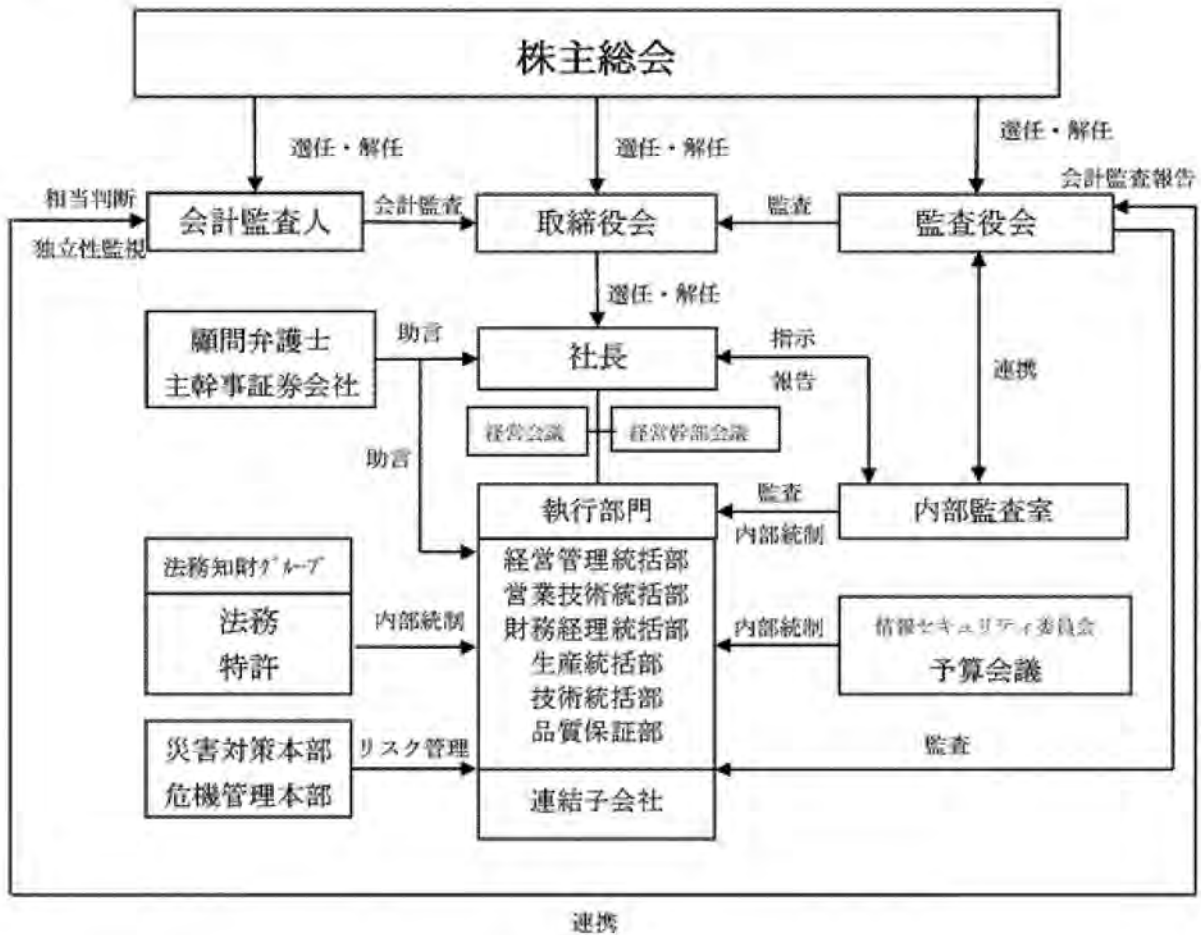 株主総会
選任・解任
選任・解任
選任・解任
相当判断
独立性監視
会計監査人
会計監査
取締役会
監査
監査役会
会計監査報告
選任・解任
顧問弁護士
主幹事証券会社
助言
助言
社長
指示
報告
連携
経営会議
経営幹部会議
執行部門
監査
内部統制
内部監査室
経営管理統括部
営業技術統括部
財務経理統括部
生産統括部
技術統括部
品質保証部
法務知財グループ
法務
特許
内部統制
内部統制
情報セキュリティ委員会
予算会議
災害対策本部
危機管理本部
リスク管理
監査
連結子会社
連携